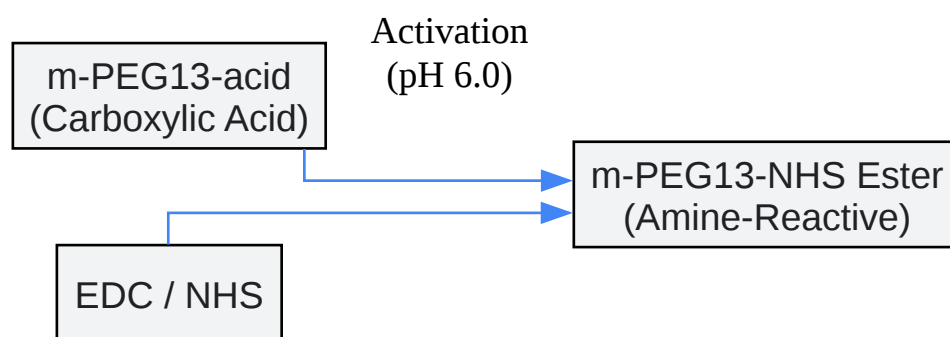 Activation
(pH 6.0)
m-PEG13-acid
(Carboxylic Acid)
m-PEG13-NHS Ester
(Amine-Reactive)
EDC / NHS